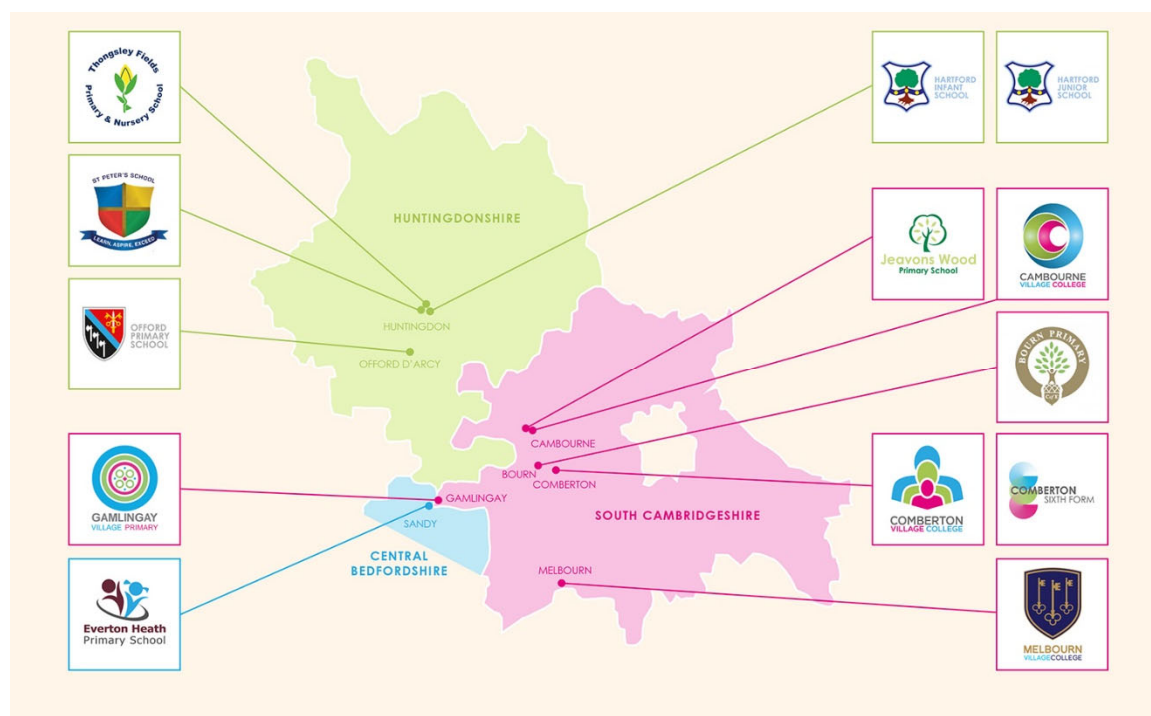 Thongsley Fields
Primary & Nursery School
ST PETER'S SCHOOL
LEARN, ASPIRE, EXCEED
OFFORD
PRIMARY
SCHOOL
GAMLINGAY
VILLAGE PRIMARY
Everton Heath
Primary School
HUNTINGDONSHIRE
HUNTINGDON
OFFORD D'ARCY
CAMBOURNE
BOURN
COMBERTON
GAMLINGAY
SANDY
SOUTH CAMBRIDGESHIRE
CENTRAL
BEDFORDSHIRE
MELBOURN
HARTFORD
INFANT
SCHOOL
HARTFORD
JUNIOR
SCHOOL
Jeavons Wood
Primary School
CAMBOURNE
VILLAGE COLLEGE
BOURN PRIMARY
COMBERTON
VILLAGE COLLEGE
COMBERTON
SIXTH FORM
MELBOURN
VILLAGECOLLEGE